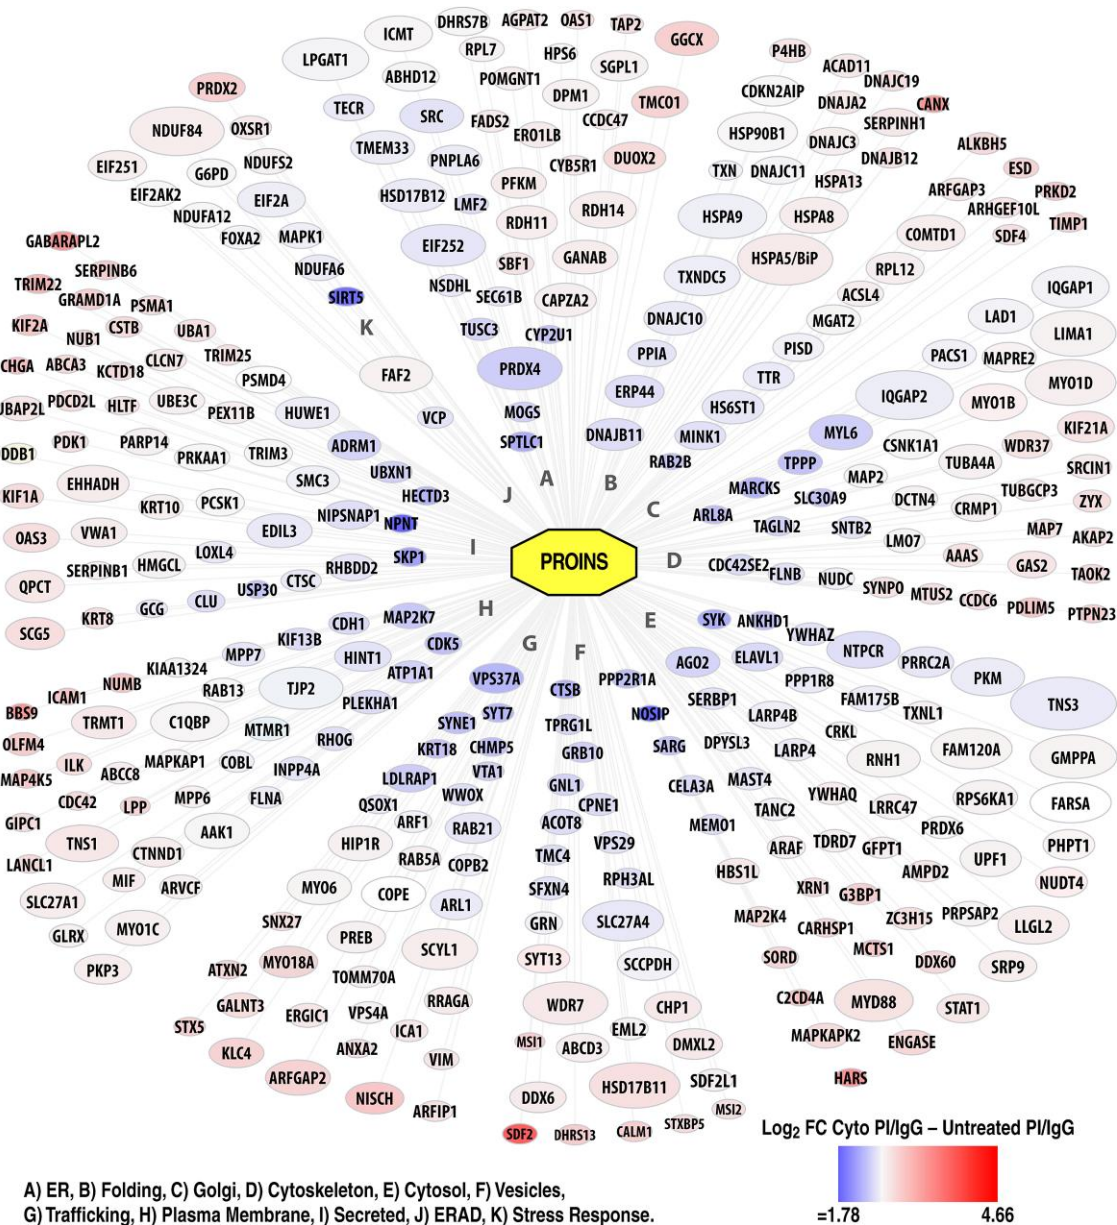 DHRS7B AGPAT2 OAS1 TAP2
ICMT GGCX
RPL7 HPS6 P4HB
LPGAT1 SGPL1 ACAD11
ABHD12 POMGNT1 DNAJC19
PRDX2 CDKN2AIP
TECR DPM1 TMCO1 DNAJA2 CANX
SRC FADS2 CCDC47 SERPINH1
NDUF84 OXSR1 ERO1LB HSP90B1 DNAJC3 ALKBH5
TMEM33 PNPLA6 DUOX2 DNAJB12
EIF251 NDUFS2 CYB5R1 TXN DNAJC11 ESD
G6PD PFKM HSPA13 ARFGAP3 PRKD2
EIF2AK2 EIF2A HSD17B12 LMF2 RDH14 ARHGEF10L
NDUFA12 RDH11 HSPA9 HSPA8 COMTD1 TIMP1
FOXA2 MAPK1 EIF252 SDF4
GABARAPL2 GANAB HSPA5/BiP
SERPINB6 NDUFA6 SBF1 TXNDC5 RPL12
TRIM22 NSDHL IQGAP1
GRAMD1A PSMA1 SIRT5 SEC61B CAPZA2 ACSL4
KIF2A CSTB UBA1 K TUSC3 CYP2U1 DNAJC10 MGAT2 LAD1 LIMA1
NUB1
CHGA ABCA3 CLCN7 TRIM25 PPIA PISD PACS1 MAPRE2
KCTD18 PSMD4 FAF2 PRDX4 TTR MYO1D
UBAP2L PDCD2L HLTF UBE3C PEX11B HUWE1 VCP MOGS ERP44 HS6ST1 IQGAP2 MYO1B
KIF21A
DDB1 PDK1 PARP14 ADRM1 SPTLC1 DNAJB11 MINK1 MYL6 CSNK1A1 WDR37
PRKAA1 TRIM3 UBXN1 RAB2B TPPP TUBA4A SRCIN1
KIF1A EHHADH SMC3 HECTD3 J A B MARCKS MAP2 TUBGCP3 ZYX
KRT10 PCSK1 NIPSNAP1 SLC30A9 DCTN4 CRMP1
OAS3 VWA1 EDIL3 NPNT C ARL8A TAGLN2 SNTB2 MAP7 AKAP2
LOXL4 I LMO7 AAAS
QPCT SERPINB1 HMGCL RHBDD2 SKP1 PROINS D CDC42SE2 FLNB NUDC GAS2 TAOK2
CTSC SYNPO MTUS2
SCG5 KRT8 GCG CLU USP30 CCDC6 PDLIM5 PTPN23
H MAP2K7 E SYK ANKHD1
KIF13B CDH1 YWHAZ
MPP7 HINT1 CDK5 G F NTPCR
KIAA1324 ATP1A1 AGO2 ELAVL1 PRRC2A PKM
NUMB RAB13 TJP2 VPS37A CTSB PPP2R1A PPP1R8
ICAM1 PLEKHA1 SERBP1 FAM175B TNS3
BBS9 TRMT1 C1QBP MTMR1 SYNE1 SYT7 TPRG1L NOSIP LARP4B TXNL1
OLFM4 RHOG CRKL
ILK MAPKAP1 COBL KRT18 CHMP5 GRB10 SARG DPYSL3 LARP4 RNH1 FAM120A GMPPA
MAP4K5 ABCC8 INPP4A LDLRAP1 VTA1 GNL1 CELA3A MAST4
CDC42 LPP MPP6 FLNA QSOX1 WWOX CPNE1 YWHAQ LRRC47 RPS6KA1 FARSA
GIPC1 ARF1 ACOT8 MEMO1 TANC2
TNS1 AAK1 HIP1R RAB21 VPS29 PRDX6
LANCL1 CTNND1 RAB5A COPB2 TMC4 ARAF TDRD7 GFPT1 UPF1 PHPT1
MIF ARVCF MYO6 COPE RPH3AL HBS1L AMPD2 NUDT4
SLC27A1 SFXN4 XRN1 G3BP1
ARL1 GRN SLC27A4 MAP2K4 ZC3H15 PRPSAP2 LLGL2
GLRX MYO1C SNX27 PREB CARHSP1
MCTS1
PKP3 ATXN2 MYO18A SCYL1 SYT13 SCCPDH SORD DDX60 SRP9
TOMM70A
GALNT3 RRAGA WDR7 C2CD4A MYD88 STAT1
STX5 ERGIC1 VPS4A CHP1
ICA1 MSI1 EML2 MAPKAPK2 ENGASE
KLC4 ANXA2 VIM ABCD3 DMXL2
ARFGAP2 HSD17B11 SDF2L1 HARS
NISCH ARFIP1 DDX6 MSI2
SDF2 DHRS13 CALM1 STXBP5
Log2 FC Cyto PI/IgG – Untreated PI/IgG
A) ER, B) Folding, C) Golgi, D) Cytoskeleton, E) Cytosol, F) Vesicles,
G) Trafficking, H) Plasma Membrane, I) Secreted, J) ERAD, K) Stress Response.
=1.78 4.66